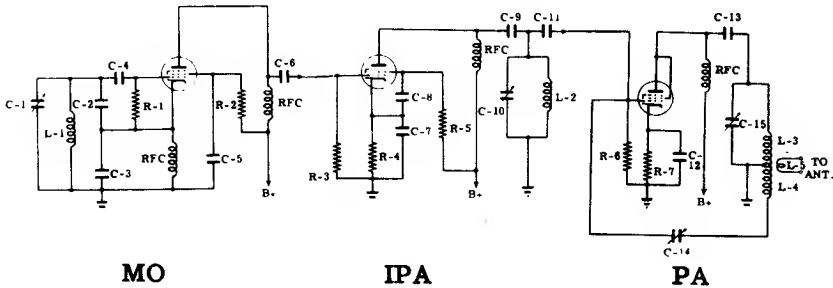 C-1
L-1
C-2
C-3
C-4
R-1
RFC
C-5
R-2
C-6
RFC
B+
R-3
R-4
C-8
C-7
R-5
RFC
B+
C-9
C-11
C-10
L-2
R-6
R-7
C-12
RFC
B+
C-13
C-15
L-3
L-4
L-5
TO
ANT.
C-14
MO
IPA
PA